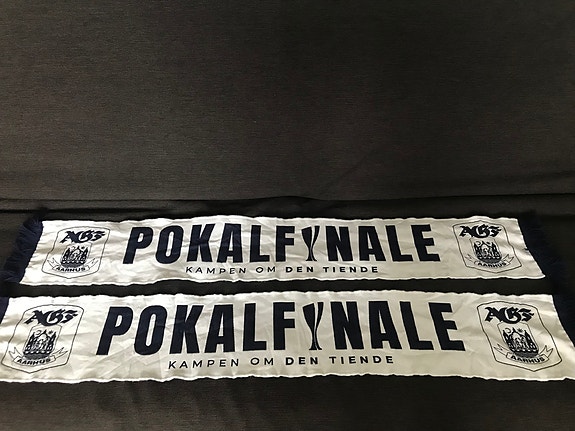 AGF
AARHUS
POKALFINALE
KAMPEN OM DEN TIENDE
AGF
AARHUS
AGF
AARHUS
POKALFINALE
KAMPEN OM DEN TIENDE
AGF
AARHUS